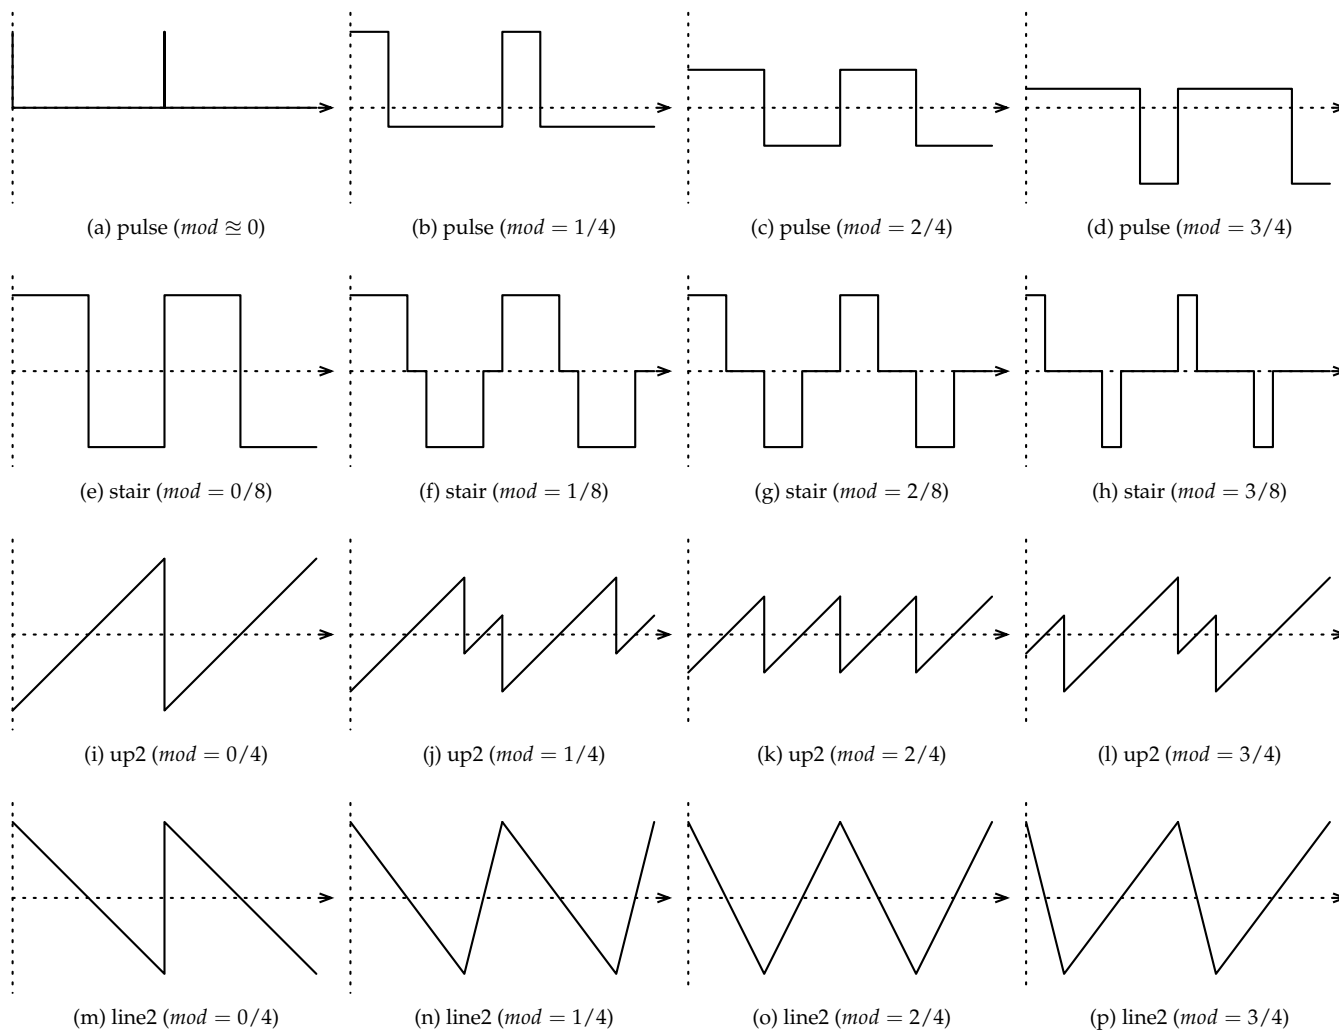 (a) pulse (mod ≊ 0)
(b) pulse (mod = 1/4)
(c) pulse (mod = 2/4)
(d) pulse (mod = 3/4)
(e) stair (mod = 0/8)
(f) stair (mod = 1/8)
(g) stair (mod = 2/8)
(h) stair (mod = 3/8)
(i) up2 (mod = 0/4)
(j) up2 (mod = 1/4)
(k) up2 (mod = 2/4)
(l) up2 (mod = 3/4)
(m) line2 (mod = 0/4)
(n) line2 (mod = 1/4)
(o) line2 (mod = 2/4)
(p) line2 (mod = 3/4)